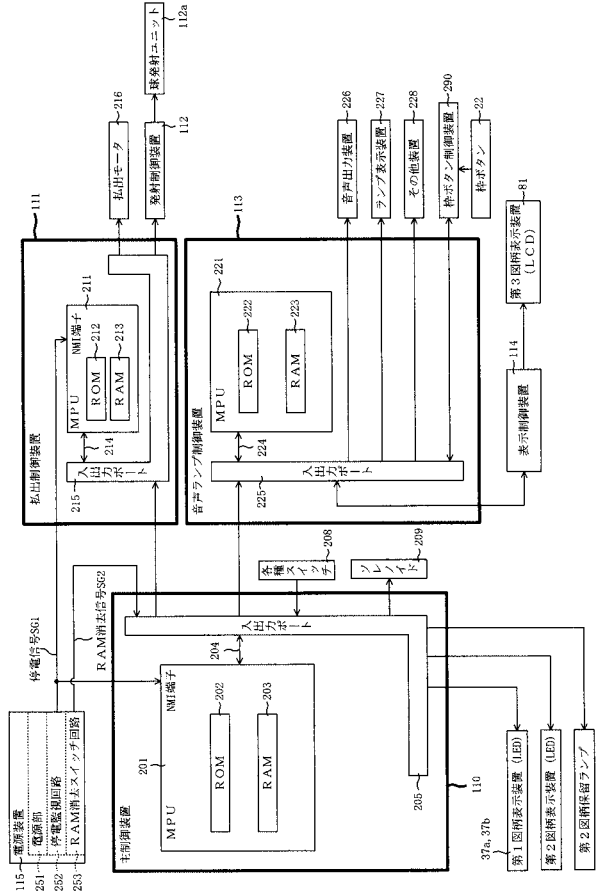 115 電源装置
251 電源部
252 停電監視回路
253 RAM消去スイッチ回路
停電信号SG1
RAM消去信号SG2
主制御装置
110
MPU
201
NMI端子
ROM
202
RAM
203
204
入出力ポート
205
各種スイッチ
208
ソレノイド
209
37a, 37b
第1図柄表示装置(LED)
第2図柄表示装置(LED)
第2図柄保留ランプ
払出制御装置
111
MPU
211
NMI端子
ROM
212
RAM
213
214
入出力ポート
215
払出モータ
216
発射制御装置
112
球発射ユニット
112a
音声ランプ制御装置
113
MPU
221
ROM
222
RAM
223
224
入出力ポート
225
音声出力装置
226
ランプ表示装置
227
その他装置
228
枠ボタン制御装置
290
枠ボタン
22
表示制御装置
114
第3図柄表示装置
(LCD)
81